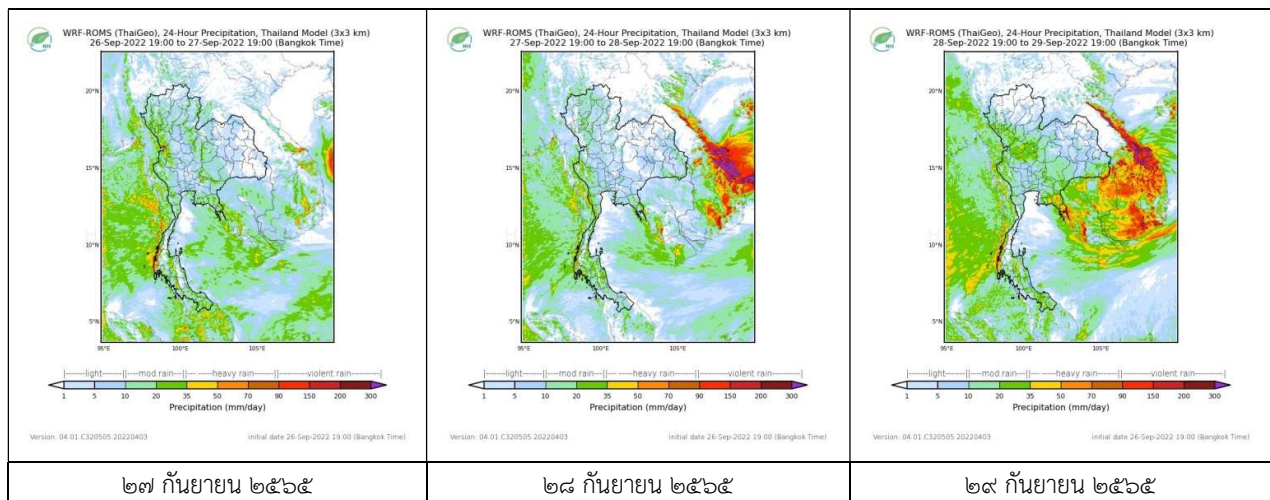 WRF-ROMS (ThaiGeo), 24-Hour Precipitation, Thailand Model (3x3 km)
26-Sep-2022 19:00 to 27-Sep-2022 19:00 (Bangkok Time)
20°N
15°N
10°N
5°N
95°E 100°E 105°E
|-------light-------||----mod rain---||--- -----heavy rain----||-------------violent rain-------------|
1 5 10 20 35 50 70 90 150 200 300
Precipitation (mm/day)
Version: 04.01.C320505.20220403 initial date 26-Sep-2022 19:00 (Bangkok Time)
๒๗ กันยายน ๒๕๖๕
WRF-ROMS (ThaiGeo), 24-Hour Precipitation, Thailand Model (3x3 km)
27-Sep-2022 19:00 to 28-Sep-2022 19:00 (Bangkok Time)
20°N
15°N
10°N
5°N
95°E 100°E 105°E
|-------light-------||----mod rain---||--- -----heavy rain----||-------------violent rain-------------|
1 5 10 20 35 50 70 90 150 200 300
Precipitation (mm/day)
Version: 04.01.C320505.20220403 initial date 26-Sep-2022 19:00 (Bangkok Time)
๒๘ กันยายน ๒๕๖๕
WRF-ROMS (ThaiGeo), 24-Hour Precipitation, Thailand Model (3x3 km)
28-Sep-2022 19:00 to 29-Sep-2022 19:00 (Bangkok Time)
20°N
15°N
10°N
5°N
95°E 100°E 105°E
|-------light-------||----mod rain---||--- -----heavy rain----||-------------violent rain-------------|
1 5 10 20 35 50 70 90 150 200 300
Precipitation (mm/day)
Version: 04.01.C320505.20220403 initial date 26-Sep-2022 19:00 (Bangkok Time)
๒๙ กันยายน ๒๕๖๕